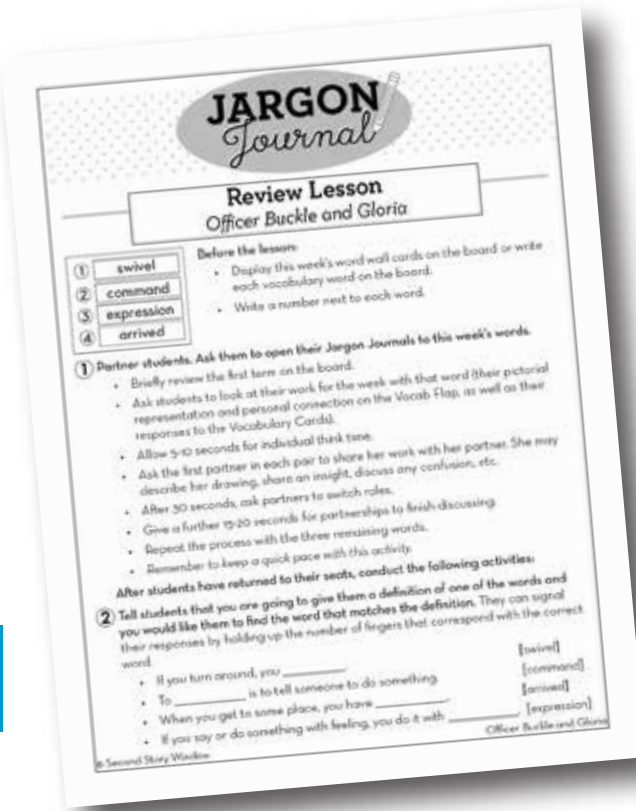 JARGON
Journal
Review Lesson
Officer Buckle and Gloria
1 swivel
2 command
3 expression
4 arrived
Before the lesson:
• Display this week's word wall cards on the board or write
each vocabulary word on the board.
• Write a number next to each word.
1 Partner students. Ask them to open their Jargon Journals to this week's words.
• Briefly review the first term on the board.
• Ask students to look at their work for the week with that word (their pictorial
representation and personal connection on the Vocab Flap, as well as their
responses to the Vocabulary Cards).
• Allow 5-10 seconds for individual think time.
• Ask the first partner in each pair to share her work with her partner. She may
describe her drawing, share an insight, discuss any confusion, etc.
• After 30 seconds, ask partners to switch roles.
• Give a further 15-20 seconds for partnerships to finish discussing.
• Repeat the process with the three remaining words.
• Remember to keep a quick pace with this activity.
After students have returned to their seats, conduct the following activities:
2 Tell students that you are going to give them a definition of one of the words and
you would like them to find the word that matches the definition. They can signal
their responses by holding up the number of fingers that correspond with the correct
word.
• If you turn around, you ________. [swivel]
• To ________ is to tell someone to do something. [command]
• When you get to some place, you have ________. [arrived]
• If you say or do something with feeling, you do it with ________. [expression]
© Second Story Window Officer Buckle and Gloria